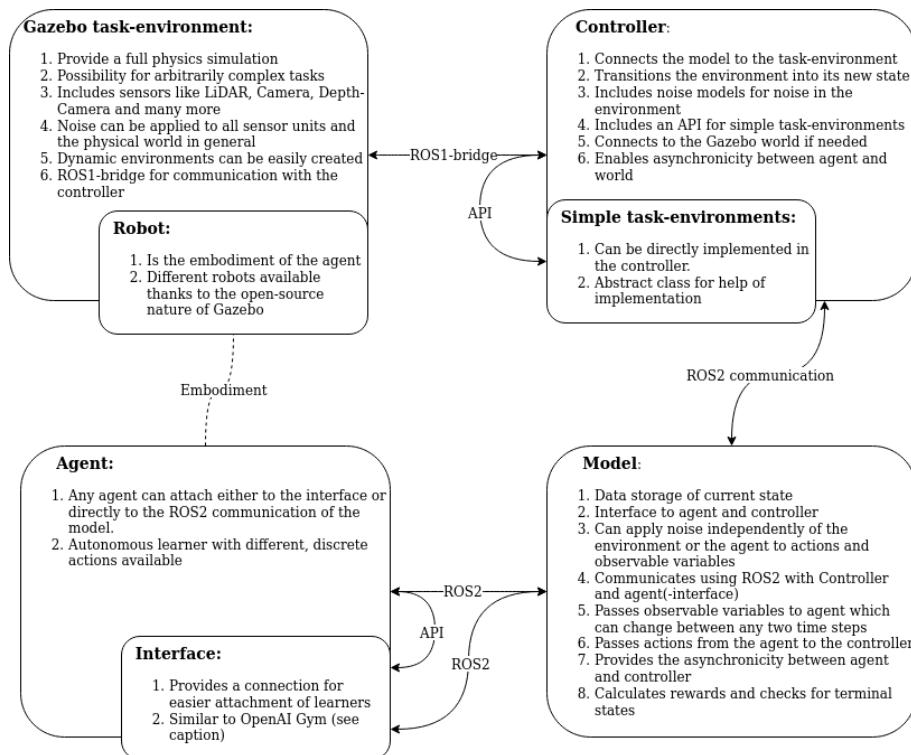 Gazebo task-environment:
1. Provide a full physics simulation
2. Possibility for arbitrarily complex tasks
3. Includes sensors like LiDAR, Camera, Depth-
Camera and many more
4. Noise can be applied to all sensor units and
the physical world in general
5. Dynamic environments can be easily created
6. ROS1-bridge for communication with the
controller
Robot:
1. Is the embodiment of the agent
2. Different robots available
thanks to the open-source
nature of Gazebo
ROS1-bridge
API
Controller:
1. Connects the model to the task-environment
2. Transitions the environment into its new state
3. Includes noise models for noise in the
environment
4. Includes an API for simple task-environments
5. Connects to the Gazebo world if needed
6. Enables asynchronicity between agent and
world
Simple task-environments:
1. Can be directly implemented in
the controller.
2. Abstract class for help of
implementation
Embodiment
ROS2 communication
Agent:
1. Any agent can attach either to the interface or
directly to the ROS2 communication of the
model.
2. Autonomous learner with different, discrete
actions available
Interface:
1. Provides a connection for
easier attachment of learners
2. Similar to OpenAI Gym (see
caption)
ROS2
API
ROS2
Model:
1. Data storage of current state
2. Interface to agent and controller
3. Can apply noise independently of the
environment or the agent to actions and
observable variables
4. Communicates using ROS2 with Controller
and agent(-interface)
5. Passes observable variables to agent which
can change between any two time steps
6. Passes actions from the agent to the controller
7. Provides the asynchronicity between agent
and controller
8. Calculates rewards and checks for terminal
states